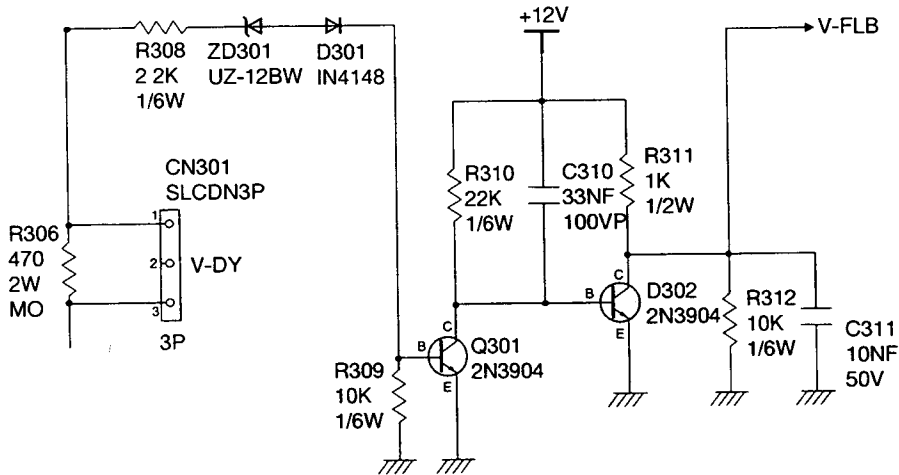 +12V
V-FLB
R308
2 2K
1/6W
ZD301
UZ-12BW
D301
IN4148
CN301
SLCDN3P
1
2
3
V-DY
3P
R306
470
2W
MO
R310
22K
1/6W
C310
33NF
100VP
R311
1K
1/2W
B
C
E
Q301
2N3904
R309
10K
1/6W
B
C
E
D302
2N3904
R312
10K
1/6W
C311
10NF
50V